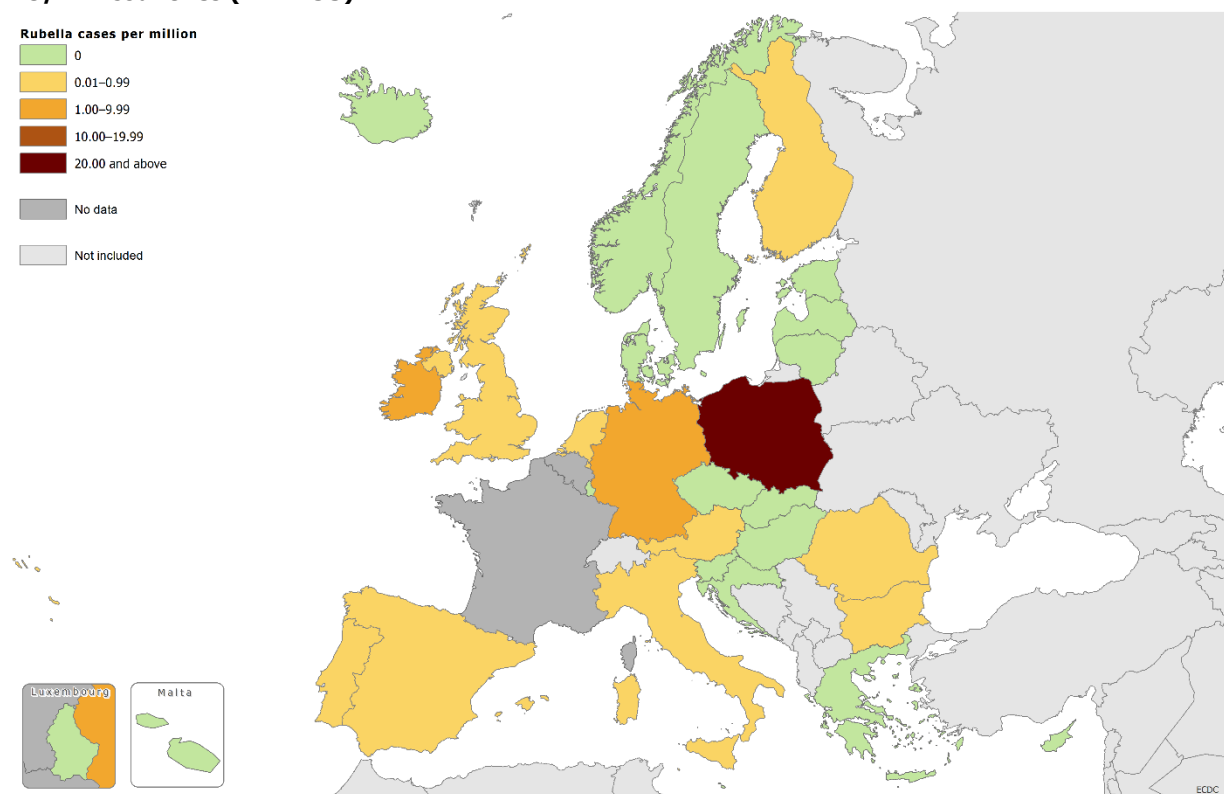 Rubella cases per million
0
0.01–0.99
1.00–9.99
10.00–19.99
20.00 and above
No data
Not included
Luxembourg
Malta
ECDC